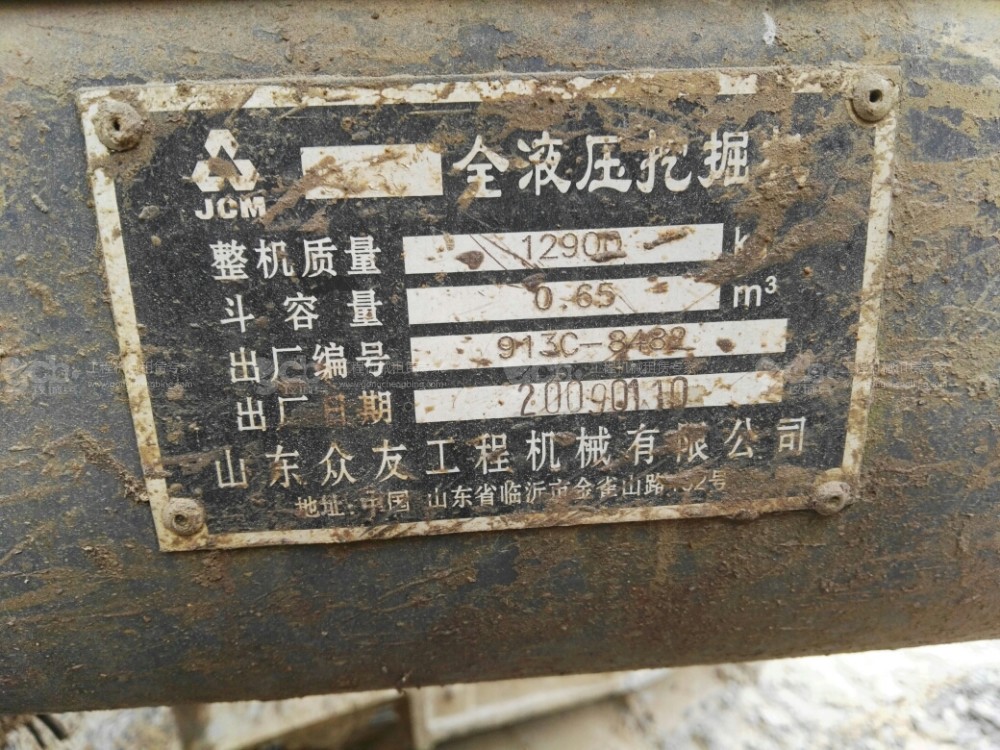 JCM
全液压挖掘
整机质量 12900 k
斗容量 0.65 m³
出厂编号 913C-8482
出厂日期 20090110
山东众友工程机械有限公司
地址:中国 山东省临沂市金雀山路 2号